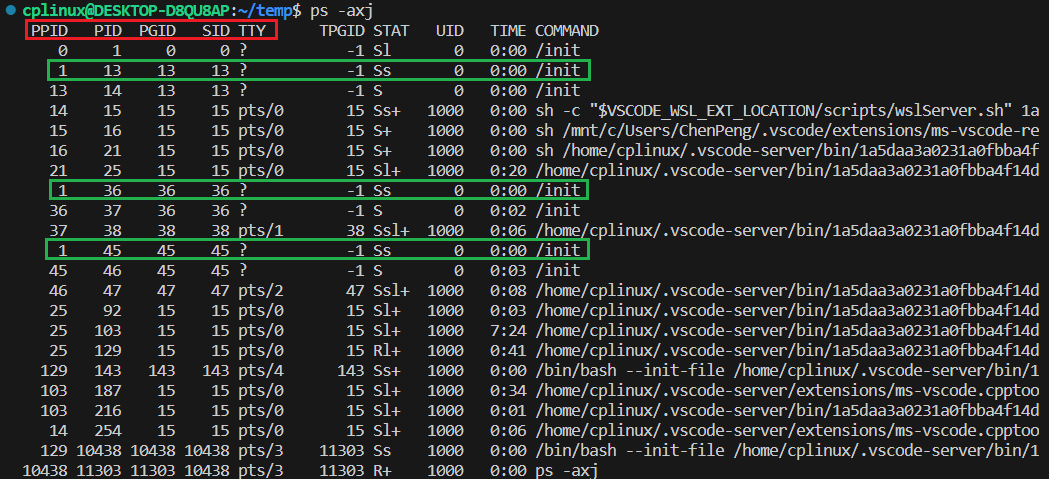 cplinux@DESKTOP-D8QU8AP:~/temp$ ps -axj
PPID PID PGID SID TTY TPGID STAT UID TIME COMMAND
0 1 0 0 ? -1 Sl 0 0:00 /init
1 13 13 13 ? -1 Ss 0 0:00 /init
13 14 13 13 ? -1 S 0 0:00 /init
14 15 15 15 pts/0 15 Ss+ 1000 0:00 sh -c "$VSCODE_WSL_EXT_LOCATION/scripts/wslServer.sh" 1a
15 16 15 15 pts/0 15 S+ 1000 0:00 sh /mnt/c/Users/ChenPeng/.vscode/extensions/ms-vscode-re
16 21 15 15 pts/0 15 S+ 1000 0:00 sh /home/cplinux/.vscode-server/bin/1a5daa3a0231a0fbba4f
21 25 15 15 pts/0 15 Sl+ 1000 0:20 /home/cplinux/.vscode-server/bin/1a5daa3a0231a0fbba4f14d
1 36 36 36 ? -1 Ss 0 0:00 /init
36 37 36 36 ? -1 S 0 0:02 /init
37 38 38 38 pts/1 38 Ssl+ 1000 0:06 /home/cplinux/.vscode-server/bin/1a5daa3a0231a0fbba4f14d
1 45 45 45 ? -1 Ss 0 0:00 /init
45 46 45 45 ? -1 S 0 0:03 /init
46 47 47 47 pts/2 47 Ssl+ 1000 0:08 /home/cplinux/.vscode-server/bin/1a5daa3a0231a0fbba4f14d
25 92 15 15 pts/0 15 Sl+ 1000 0:03 /home/cplinux/.vscode-server/bin/1a5daa3a0231a0fbba4f14d
25 103 15 15 pts/0 15 Sl+ 1000 7:24 /home/cplinux/.vscode-server/bin/1a5daa3a0231a0fbba4f14d
25 129 15 15 pts/0 15 Rl+ 1000 0:41 /home/cplinux/.vscode-server/bin/1a5daa3a0231a0fbba4f14d
129 143 143 143 pts/4 143 Ss+ 1000 0:00 /bin/bash --init-file /home/cplinux/.vscode-server/bin/1
103 187 15 15 pts/0 15 Sl+ 1000 0:34 /home/cplinux/.vscode-server/extensions/ms-vscode.cpptoo
103 216 15 15 pts/0 15 Sl+ 1000 0:01 /home/cplinux/.vscode-server/bin/1a5daa3a0231a0fbba4f14d
14 254 15 15 pts/0 15 Sl+ 1000 0:06 /home/cplinux/.vscode-server/extensions/ms-vscode.cpptoo
129 10438 10438 10438 pts/3 11303 Ss 1000 0:00 /bin/bash --init-file /home/cplinux/.vscode-server/bin/1
10438 11303 11303 10438 pts/3 11303 R+ 1000 0:00 ps -axj